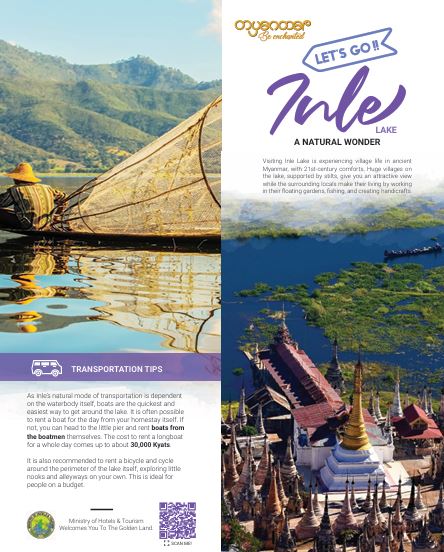 myanmar
Be enchanted
LET'S GO !!
Inle
LAKE
A NATURAL WONDER
Visiting Inle Lake is experiencing village life in ancient
Myanmar, with 21st-century comforts. Huge villages on
the lake, supported by stilts, give you an attractive view
while the surrounding locals make their living by working
in their floating gardens, fishing, and creating handicrafts.
TRANSPORTATION TIPS
As Inle's natural mode of transportation is dependent
on the waterbody itself, boats are the quickest and
easiest way to get around the lake. It is often possible
to rent a boat for the day from your homestay itself. If
not, you can head to the little pier and rent boats from
the boatmen themselves. The cost to rent a longboat
for a whole day comes up to about 30,000 Kyats.
It is also recommended to rent a bicycle and cycle
around the perimeter of the lake itself, exploring little
nooks and alleyways on your own. This is ideal for
people on a budget.
Ministry of Hotels & Tourism
Welcomes You To The Golden Land.
SCAN ME!